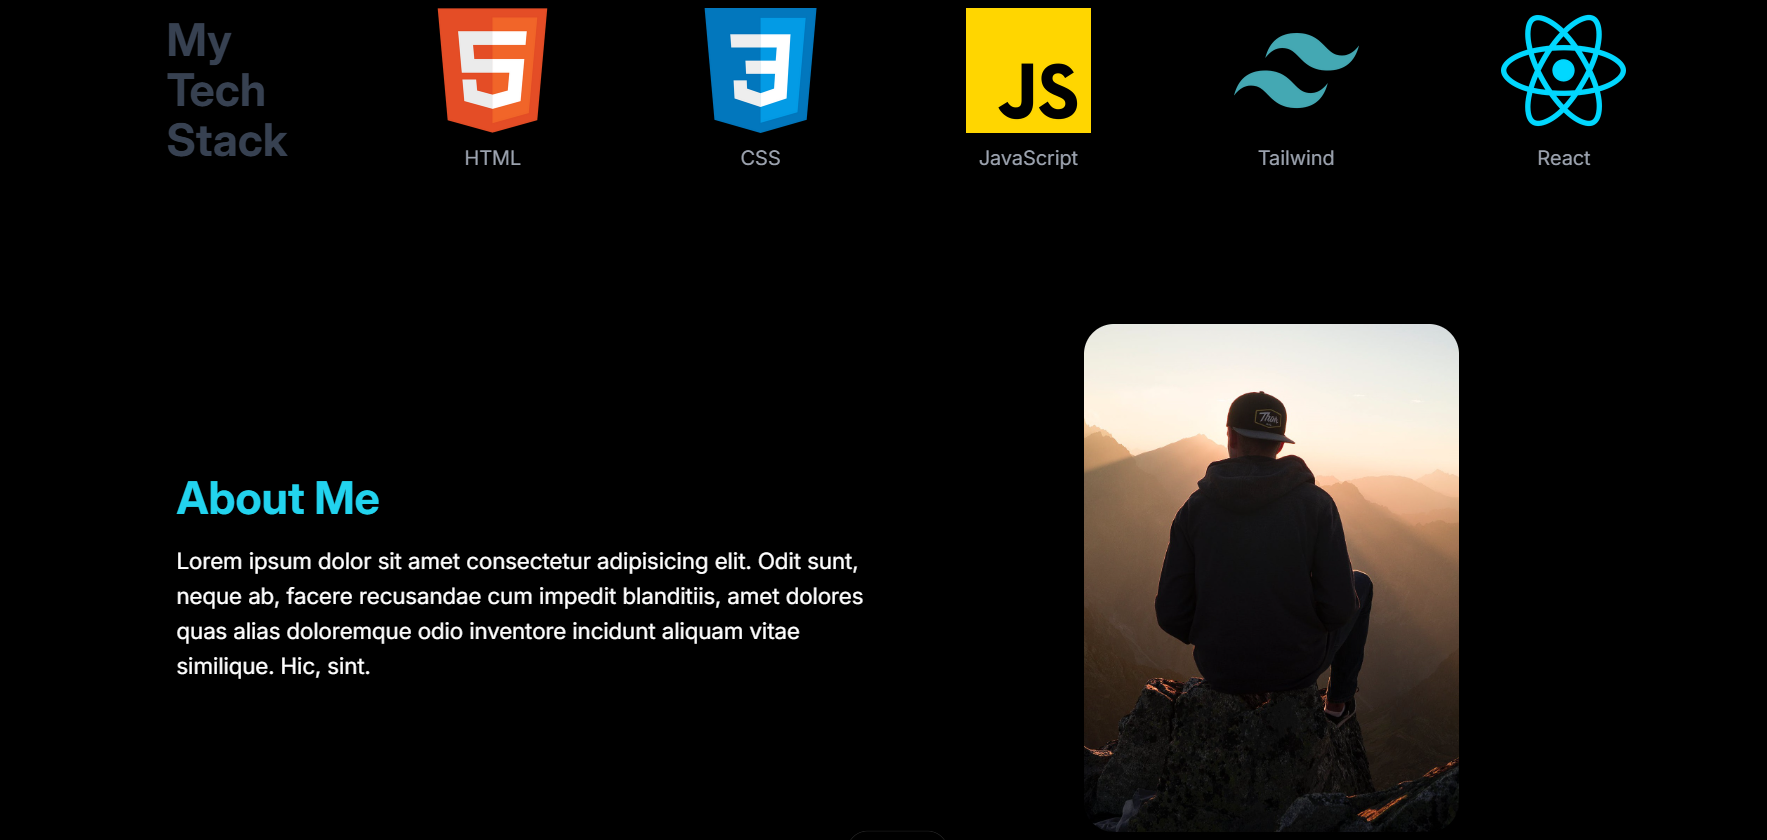 My
Tech
Stack
5
3
JS
HTML
CSS
JavaScript
Tailwind
React
About Me
Lorem ipsum dolor sit amet consectetur adipisicing elit. Odit sunt,
neque ab, facere recusandae cum impedit blanditiis, amet dolores
quas alias doloremque odio inventore incidunt aliquam vitae
similique. Hic, sint.